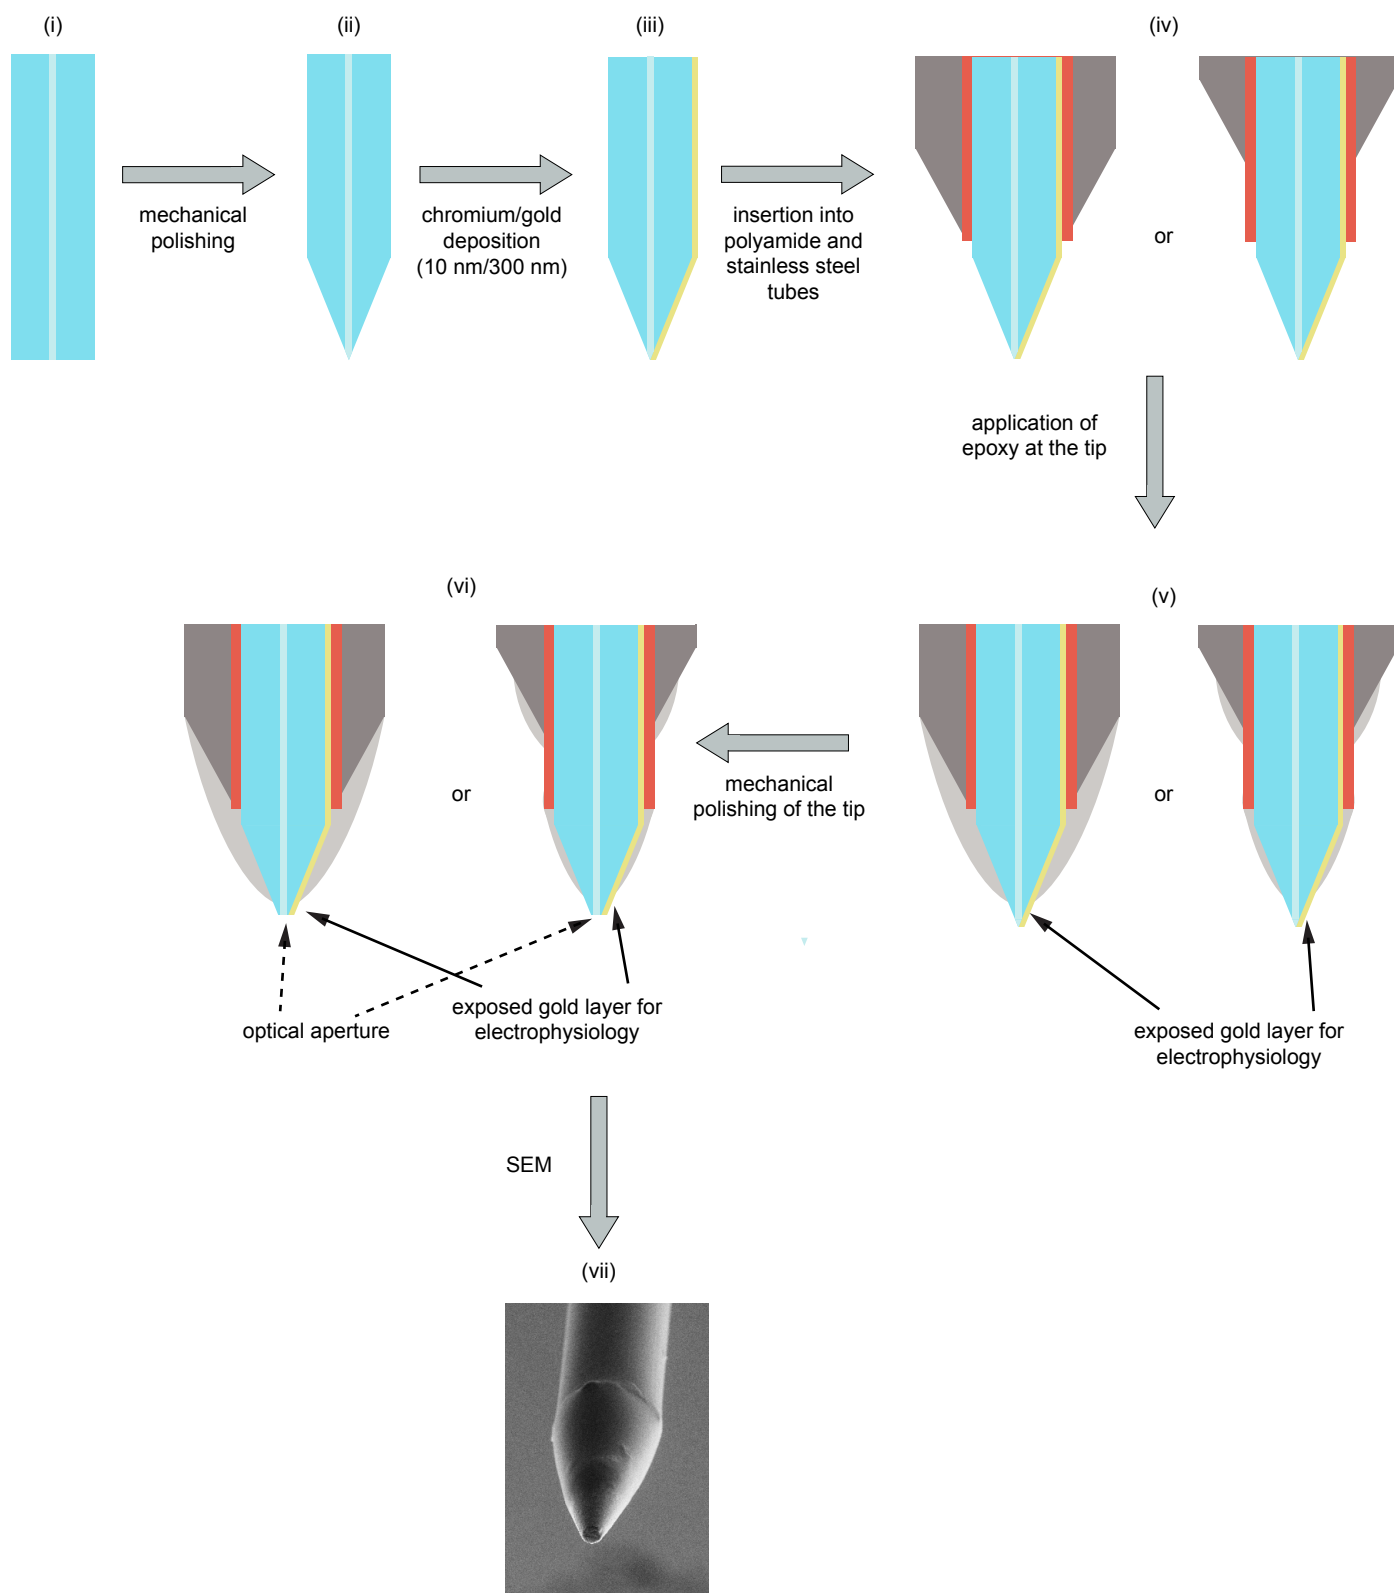 (i)
(ii)
(iii)
(iv)
mechanical
polishing
chromium/gold
deposition
(10 nm/300 nm)
insertion into
polyamide and
stainless steel
tubes
or
application of
epoxy at the tip
(vi)
(v)
or
mechanical
polishing of the tip
or
optical aperture
exposed gold layer for
electrophysiology
exposed gold layer for
electrophysiology
SEM
(vii)